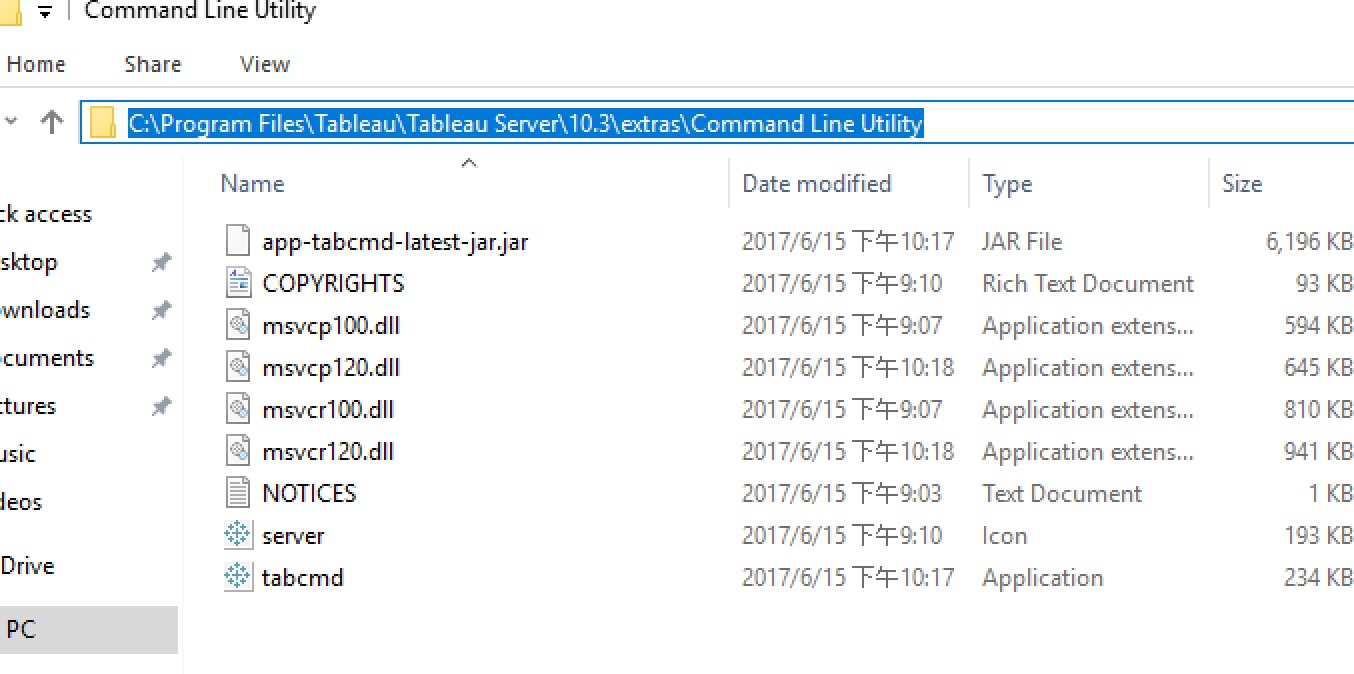 Command Line Utility
Home Share View
C:\Program Files\Tableau\Tableau Server\10.3\extras\Command Line Utility
Name Date modified Type Size
ck access
sktop
wnloads
cuments
ctures
usic
deos
Drive
PC
app-tabcmd-latest-jar.jar 2017/6/15 下午10:17 JAR File 6,196 KB
COPYRIGHTS 2017/6/15 下午9:10 Rich Text Document 93 KB
msvcp100.dll 2017/6/15 下午9:07 Application extens... 594 KB
msvcp120.dll 2017/6/15 下午10:18 Application extens... 645 KB
msvcr100.dll 2017/6/15 下午9:07 Application extens... 810 KB
msvcr120.dll 2017/6/15 下午10:18 Application extens... 941 KB
NOTICES 2017/6/15 下午9:03 Text Document 1 KB
server 2017/6/15 下午9:10 Icon 193 KB
tabcmd 2017/6/15 下午10:17 Application 234 KB